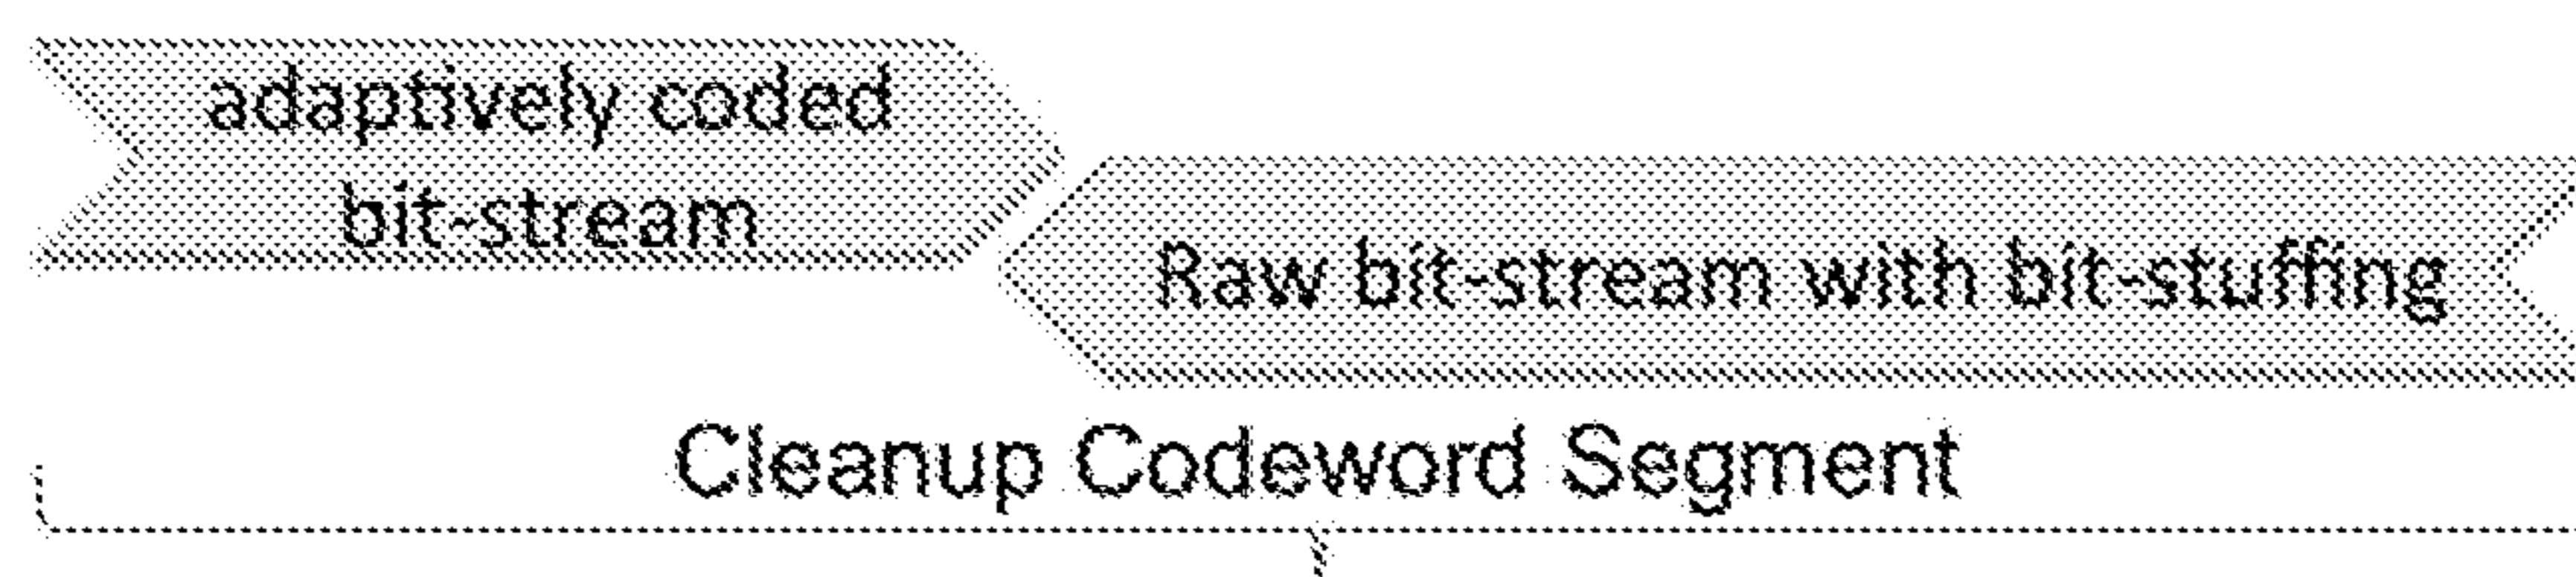 adaptively coded
bit-stream
Raw bit-stream with bit-stuffing
Cleanup Codeword Segment